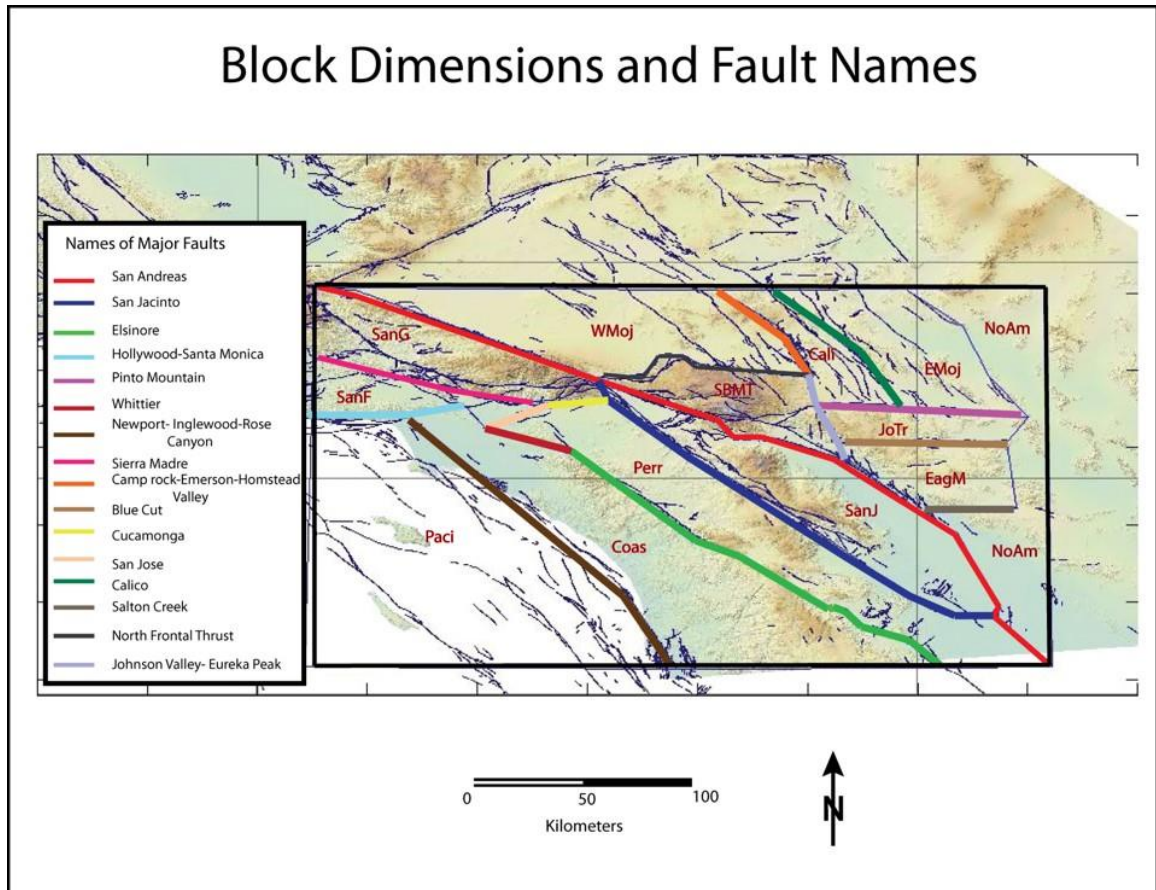 Block Dimensions and Fault Names
Names of Major Faults
San Andreas
San Jacinto
Elsinore
Hollywood-Santa Monica
Pinto Mountain
Whittier
Newport- Inglewood-Rose
Canyon
Sierra Madre
Camp rock-Emerson-Homstead
Valley
Blue Cut
Cucamonga
San Jose
Calico
Salton Creek
North Frontal Thrust
Johnson Valley- Eureka Peak
SanG
WMoj
NoAm
Cali
EMoj
SanF
SBMT
JoTr
Perr
EagM
SanJ
Paci
Coas
NoAm
0
50
100
Kilometers
N